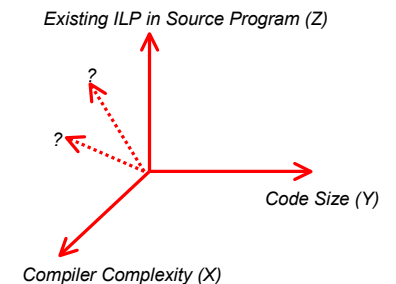 Existing ILP in Source Program (Z)
?
?
Code Size (Y)
Compiler Complexity (X)